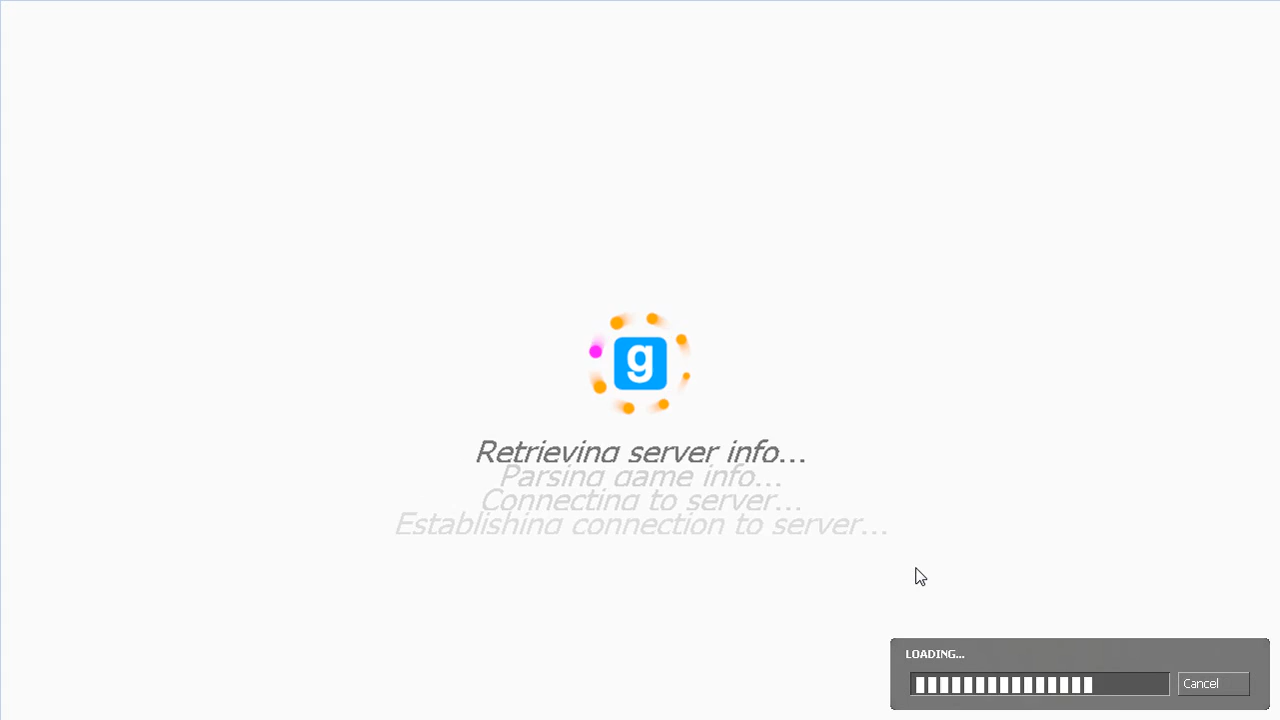 g
Retrieving server info...
Parsing game info...
Connecting to server...
Establishing connection to server...
LOADING...
Cancel